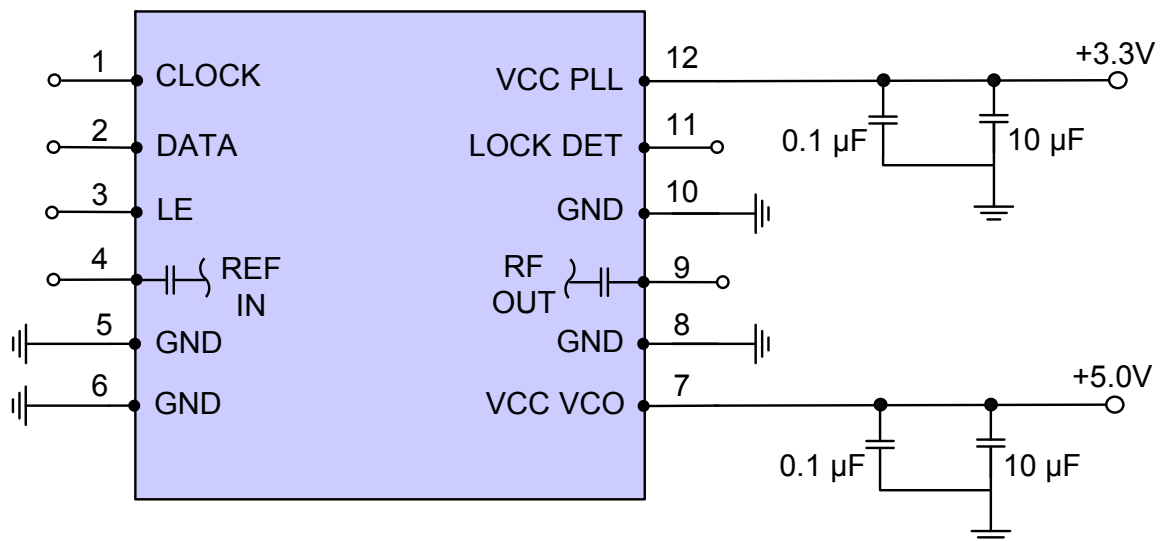 1 CLOCK
2 DATA
3 LE
4 REF
IN
5 GND
6 GND
VCC PLL 12
LOCK DET 11
GND 10
RF 9
OUT
GND 8
VCC VCO 7
+3.3V
0.1 µF 10 µF
+5.0V
0.1 µF 10 µF